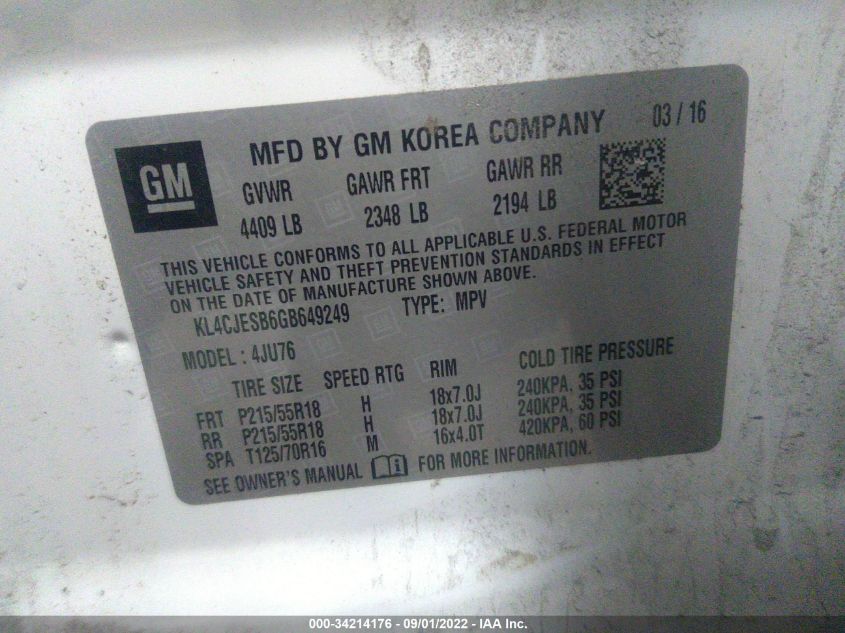 GM
MFD BY GM KOREA COMPANY 03 / 16
GVWR GAWR FRT GAWR RR
4409 LB 2348 LB 2194 LB
THIS VEHICLE CONFORMS TO ALL APPLICABLE U.S. FEDERAL MOTOR
VEHICLE SAFETY AND THEFT PREVENTION STANDARDS IN EFFECT
ON THE DATE OF MANUFACTURE SHOWN ABOVE.
KL4CJESB6GB649249 TYPE: MPV
MODEL : 4JU76
TIRE SIZE SPEED RTG RIM COLD TIRE PRESSURE
FRT P215/55R18 H 18x7.0J 240KPA, 35 PSI
RR P215/55R18 H 18x7.0J 240KPA, 35 PSI
SPA T125/70R16 M 16x4.0T 420KPA, 60 PSI
SEE OWNER'S MANUAL i FOR MORE INFORMATION.
000-34214176 - 09/01/2022 - IAA Inc.